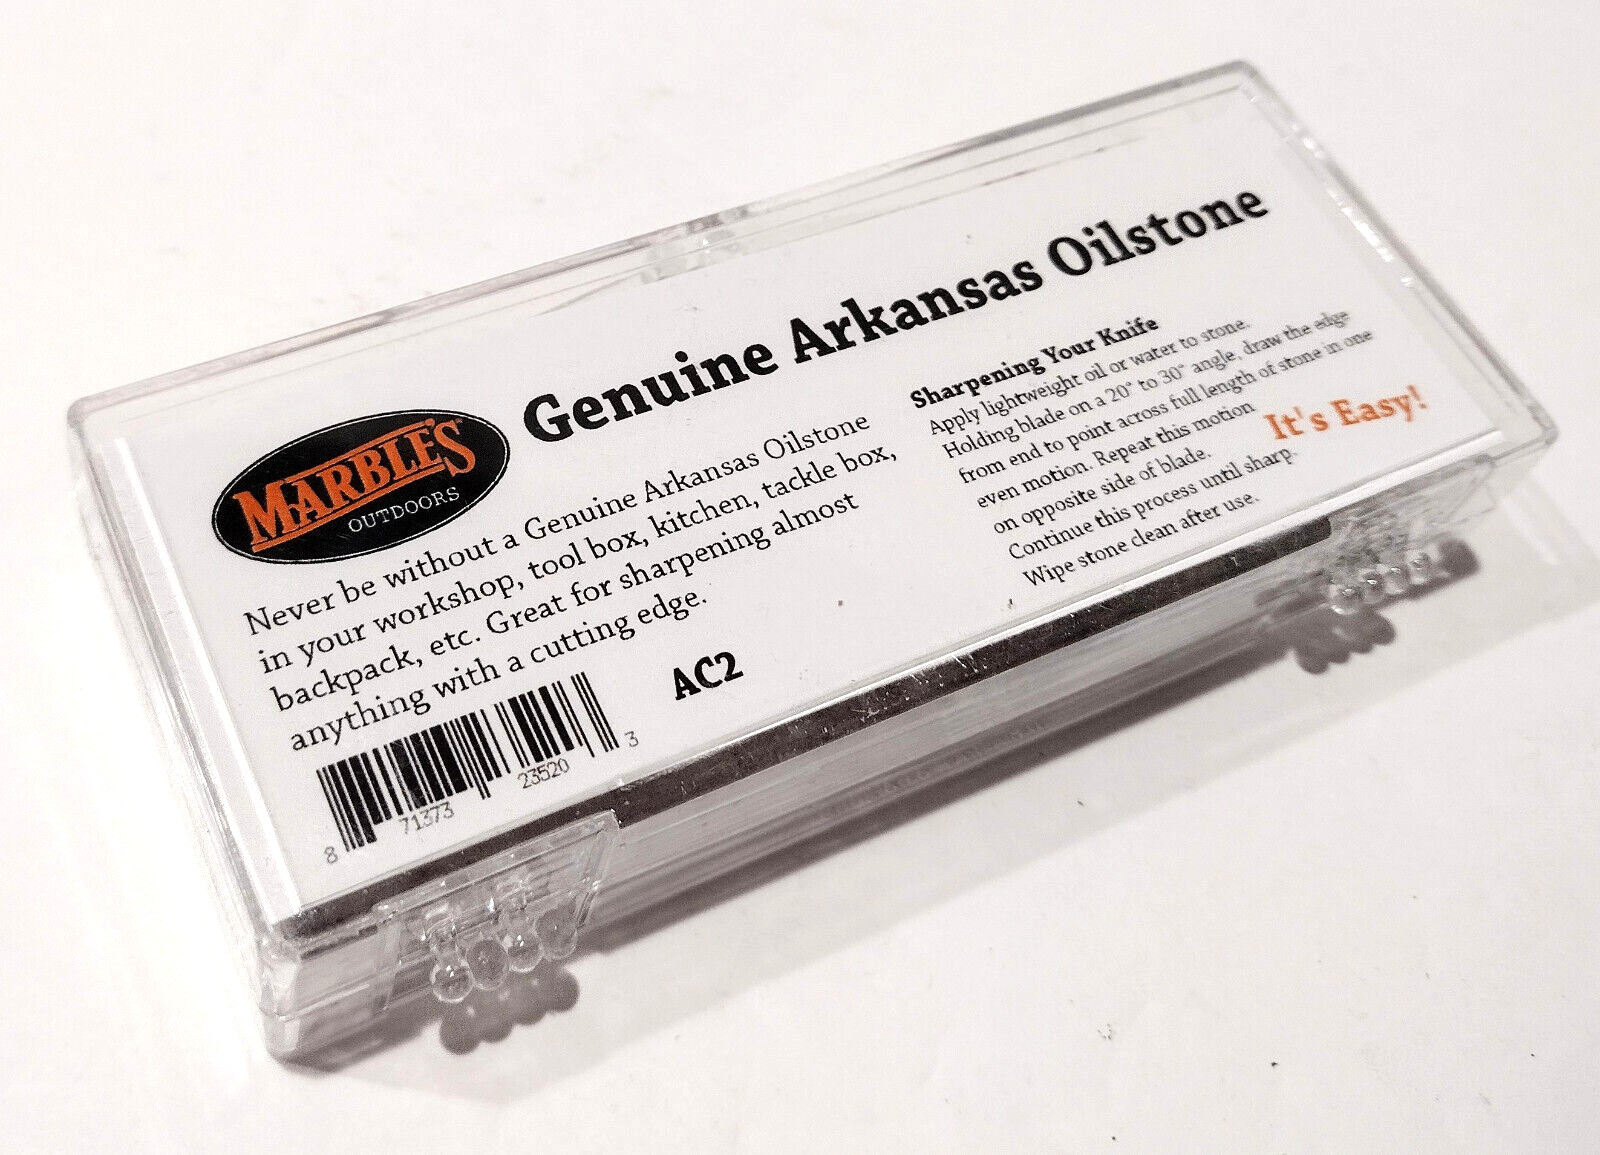 MARBLE'S
OUTDOORS
Genuine Arkansas Oilstone
Never be without a Genuine Arkansas Oilstone
in your workshop, tool box, kitchen, tackle box,
backpack, etc. Great for sharpening almost
anything with a cutting edge.
AC2
8 71373 23520 3
Sharpening Your Knife
Apply lightweight oil or water to stone.
Holding blade on a 20° to 30° angle, draw the edge
from end to point across full length of stone in one
even motion. Repeat this motion
on opposite side of blade.
Continue this process until sharp.
Wipe stone clean after use.
It's Easy!